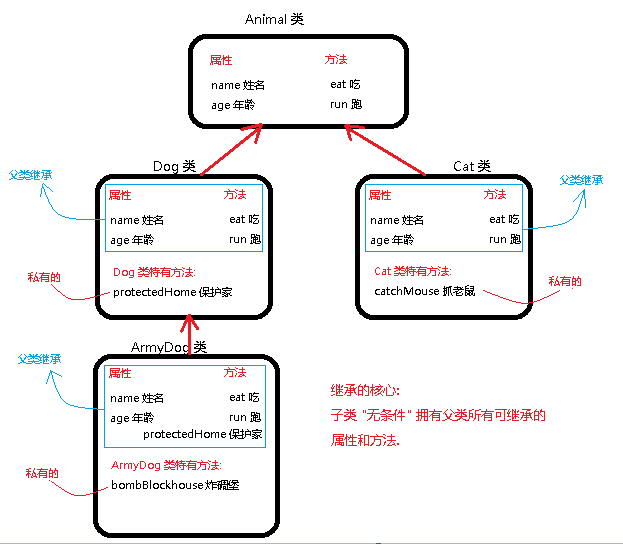 Animal 类
属性 方法
name 姓名 eat 吃
age 年龄 run 跑
Dog 类
父类继承
属性 方法
name 姓名 eat 吃
age 年龄 run 跑
Dog 类特有方法:
私有的
protectedHome 保护家
Cat 类
父类继承
属性 方法
name 姓名 eat 吃
age 年龄 run 跑
Cat 类特有方法:
私有的
catchMouse 抓老鼠
ArmyDog 类
父类继承
属性 方法
name 姓名 eat 吃
age 年龄 run 跑
protectedHome 保护家
ArmyDog 类特有方法:
私有的
bombBlockhouse 炸碉堡
继承的核心:
子类 "无条件" 拥有父类所有可继承的
属性和方法.